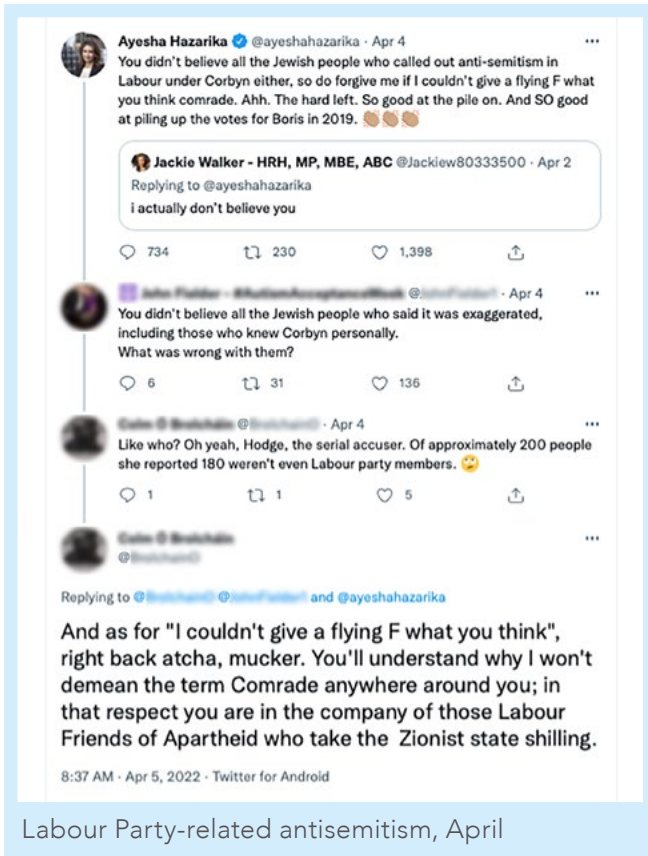 Ayesha Hazarika @ayeshahazarika · Apr 4
You didn't believe all the Jewish people who called out anti-semitism in
Labour under Corbyn either, so do forgive me if I couldn't give a flying F what
you think comrade. Ahh. The hard left. So good at the pile on. And SO good
at piling up the votes for Boris in 2019. 👏🏼👏🏼👏🏼
Jackie Walker - HRH, MP, MBE, ABC @Jackiew80333500 · Apr 2
Replying to @ayeshahazarika
i actually don't believe you
734 230 1,398
@ · Apr 4
You didn't believe all the Jewish people who said it was exaggerated,
including those who knew Corbyn personally.
What was wrong with them?
6 31 136
@ · Apr 4
Like who? Oh yeah, Hodge, the serial accuser. Of approximately 200 people
she reported 180 weren't even Labour party members. 🙄
1 1 5
@
Replying to @ @ and @ayeshahazarika
And as for "I couldn't give a flying F what you think",
right back atcha, mucker. You'll understand why I won't
demean the term Comrade anywhere around you; in
that respect you are in the company of those Labour
Friends of Apartheid who take the Zionist state shilling.
8:37 AM · Apr 5, 2022 · Twitter for Android
Labour Party-related antisemitism, April